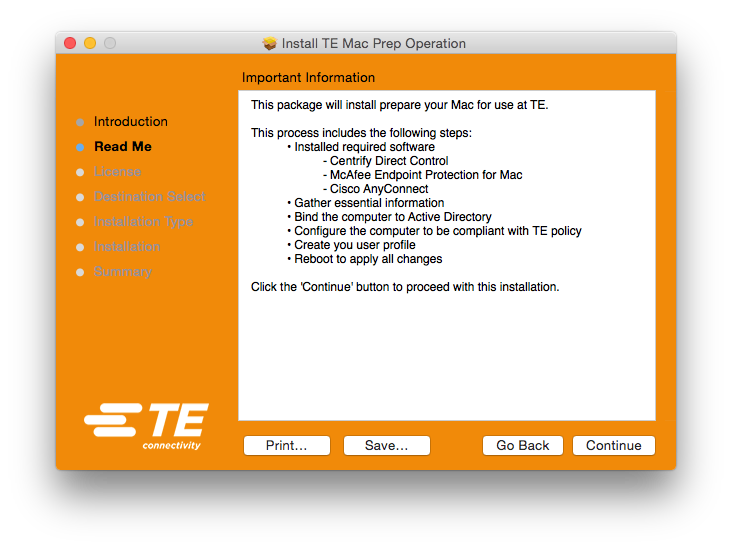 Install TE Mac Prep Operation
Important Information
Introduction
Read Me
License
Destination Select
Installation Type
Installation
Summary
This package will install prepare your Mac for use at TE.
This process includes the following steps:
• Installed required software
- Centrify Direct Control
- McAfee Endpoint Protection for Mac
- Cisco AnyConnect
• Gather essential information
• Bind the computer to Active Directory
• Configure the computer to be compliant with TE policy
• Create you user profile
• Reboot to apply all changes
Click the 'Continue' button to proceed with this installation.
TE
connectivity
Print...
Save...
Go Back
Continue